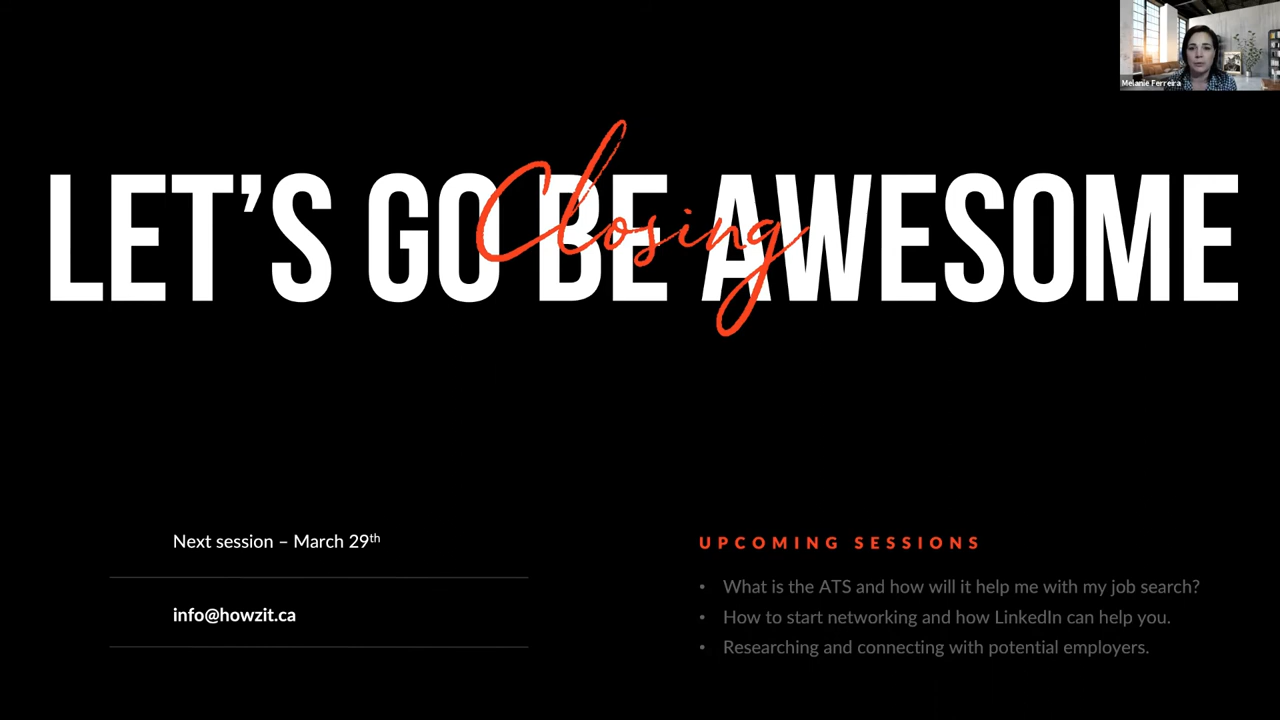 Melanie Ferreira
LET'S GO BE AWESOME
Closing
Next session – March 29th
info@howzit.ca
UPCOMING SESSIONS
• What is the ATS and how will it help me with my job search?
• How to start networking and how LinkedIn can help you.
• Researching and connecting with potential employers.